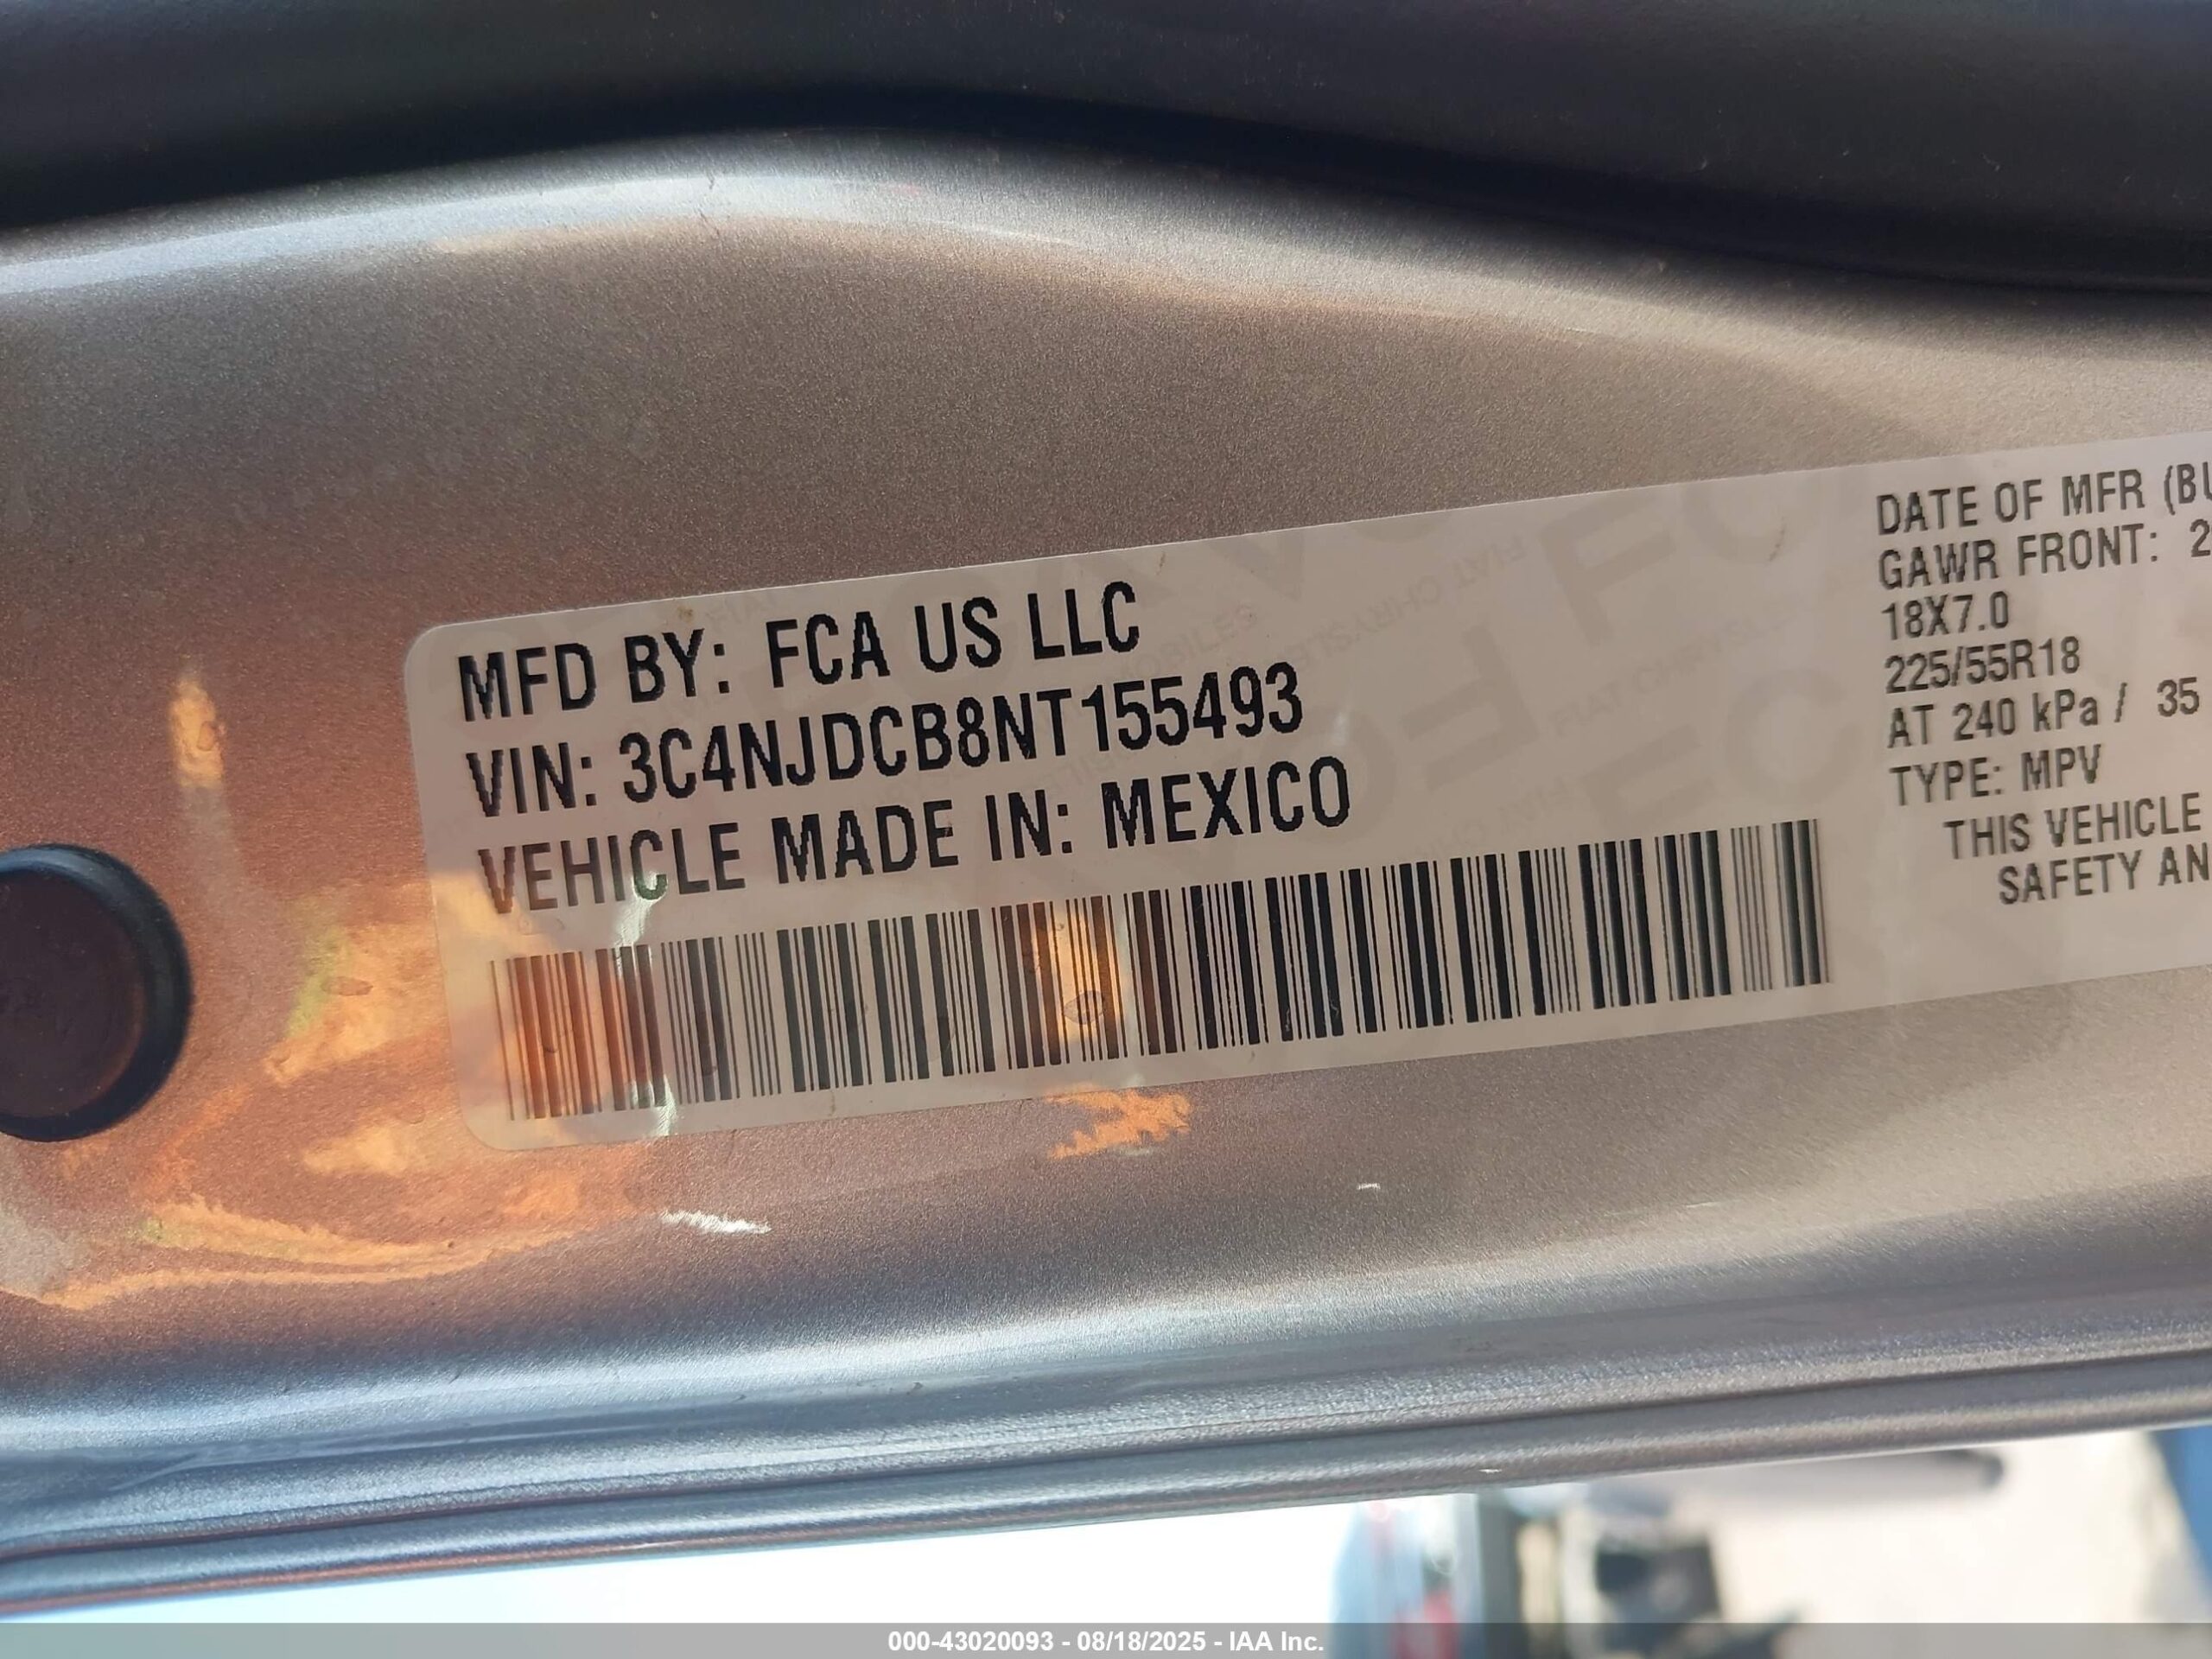 MFD BY: FCA US LLC
VIN: 3C4NJDCB8NT155493
VEHICLE MADE IN: MEXICO
DATE OF MFR (BU
GAWR FRONT: 2
18X7.0
225/55R18
AT 240 kPa / 35
TYPE: MPV
THIS VEHICLE
SAFETY AN
000-43020093 - 08/18/2025 - IAA Inc.